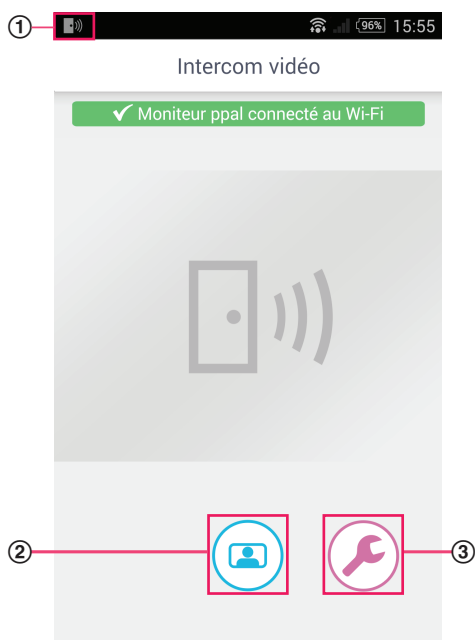 ①
96% 15:55
Intercom vidéo
Moniteur ppal connecté au Wi-Fi
②
③